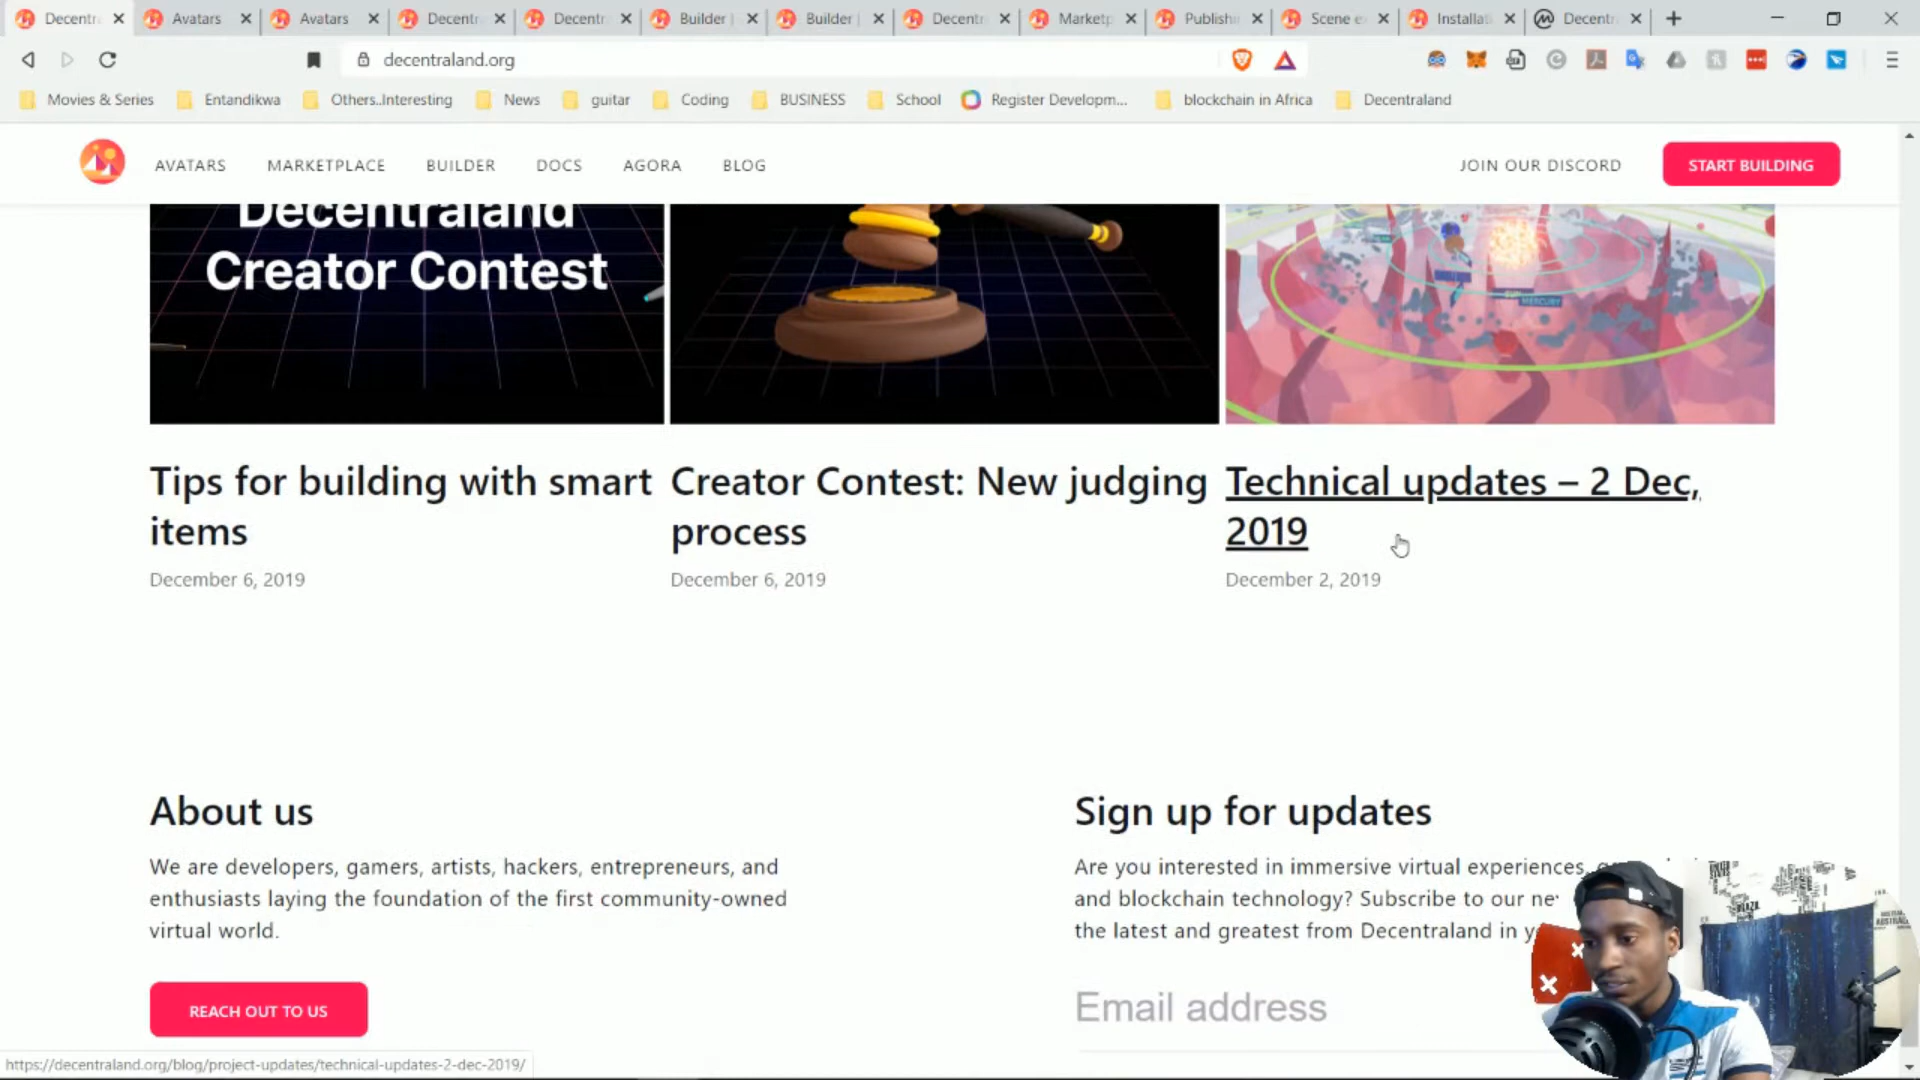 Decentr
Avatars
Avatars
Decentr
Decentr
Builder
Builder
Decentr
Marketp
Publishi
Scene e
Installat
Decentr
decentraland.org
Movies & Series
Entandikwa
Others..Interesting
News
guitar
Coding
BUSINESS
School
Register Developm...
blockchain in Africa
Decentraland
AVATARS
MARKETPLACE
BUILDER
DOCS
AGORA
BLOG
JOIN OUR DISCORD
START BUILDING
Decentraland
Creator Contest
MERCURY
Tips for building with smart
items
December 6, 2019
Creator Contest: New judging
process
December 6, 2019
Technical updates – 2 Dec,
2019
December 2, 2019
About us
We are developers, gamers, artists, hackers, entrepreneurs, and
enthusiasts laying the foundation of the first community-owned
virtual world.
REACH OUT TO US
Sign up for updates
Are you interested in immersive virtual experiences,
and blockchain technology? Subscribe to our ne
the latest and greatest from Decentraland in y
Email address
https://decentraland.org/blog/project-updates/technical-updates-2-dec-2019/